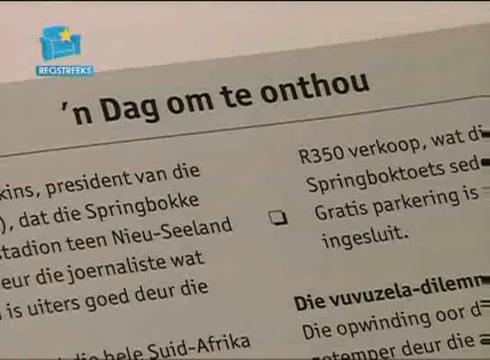 REGSTREEKS
'n Dag om te onthou
kins, president van die
), dat die Springbokke
stadion teen Nieu-Seeland
eur die joernaliste wat
is uiters goed deur die
die hele Suid-Afrika
R350 verkoop, wat di
Springboktoets sed
Gratis parkering is
ingesluit.
Die vuvuzela-dilemm
Die opwinding oor d
temper deur die